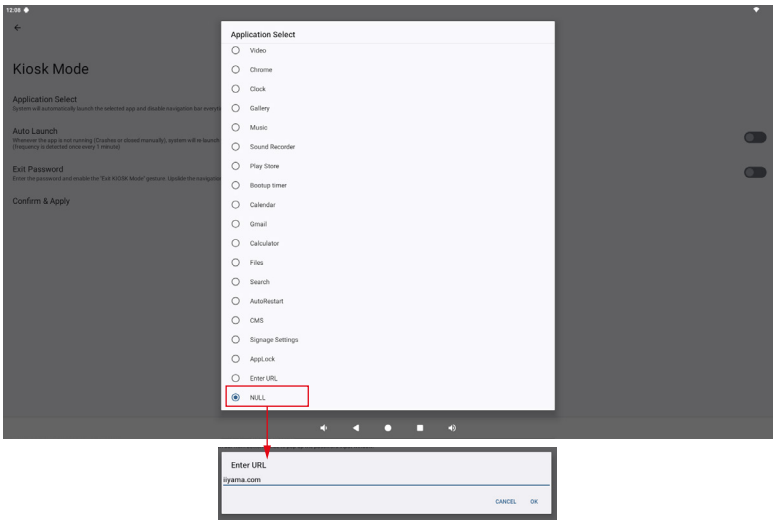 12:08
Kiosk Mode
Application Select
System will automatically launch the selected app and disable navigation bar everyti
Auto Launch
Whenever the app is not running (Crashes or closed manually), system will re launch
(frequency is detected once every 1 minute)
Exit Password
Enter the password and enable the "Exit KIOSK Mode" gesture: Upslide the navigation
Confirm & Apply
Application Select
Video
Chrome
Clock
Gallery
Music
Sound Recorder
Play Store
Bootup timer
Calendar
Gmail
Calculator
Files
Search
AutoRestart
CMS
Signage Settings
AppLock
Enter URL
NULL
Enter URL
iiyama.com
CANCEL OK